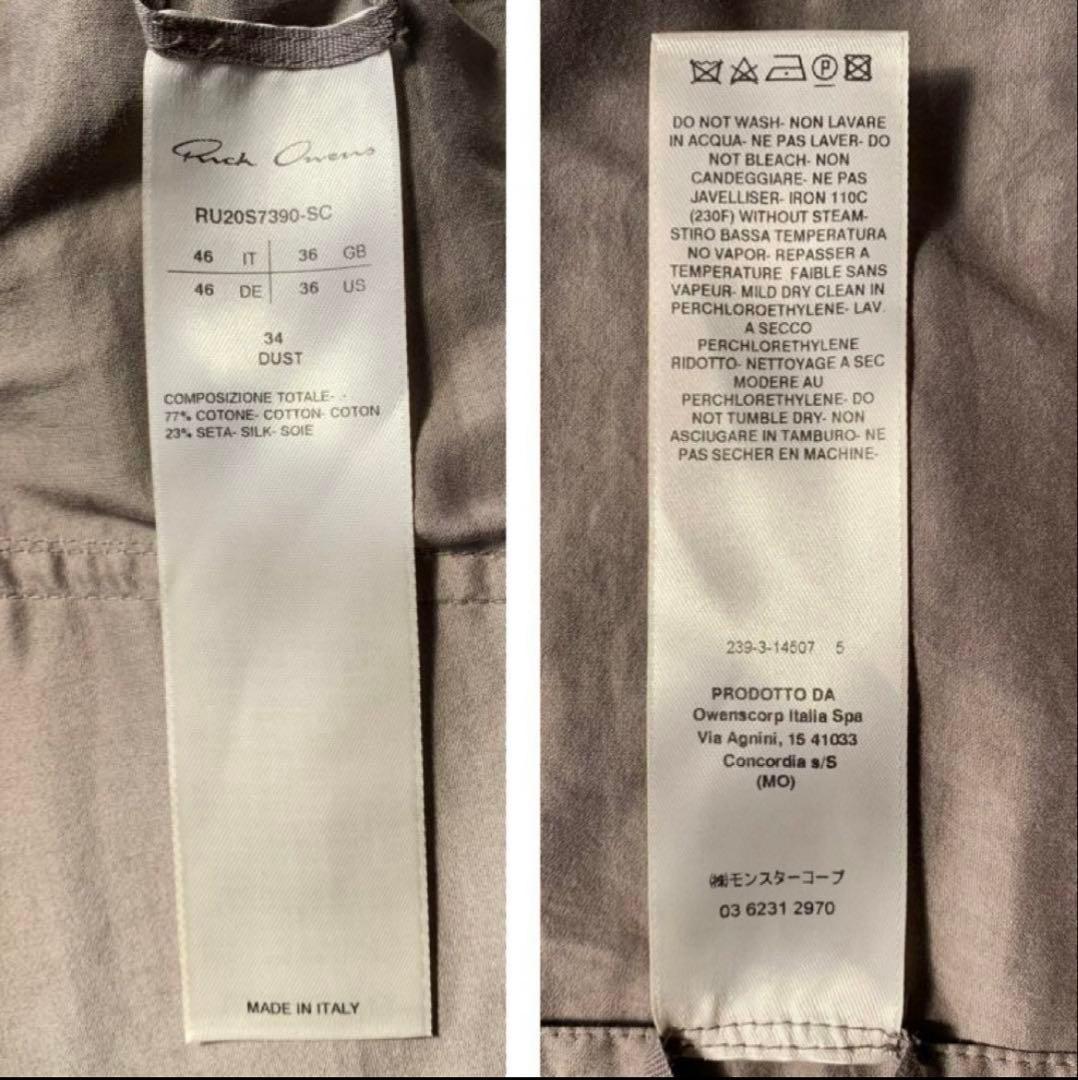 Rick Owens
RU20S7390-SC
46 IT 36 GB
46 DE 36 US
34
DUST
COMPOSIZIONE TOTALE- -
77% COTONE- COTTON- COTON
23% SETA- SILK- SOIE
MADE IN ITALY
P
DO NOT WASH- NON LAVARE
IN ACQUA- NE PAS LAVER- DO
NOT BLEACH- NON
CANDEGGIARE- NE PAS
JAVELLISER- IRON 110C
(230F) WITHOUT STEAM-
STIRO BASSA TEMPERATURA
NO VAPOR- REPASSER A
TEMPERATURE FAIBLE SANS
VAPEUR- MILD DRY CLEAN IN
PERCHLOROETHYLENE- LAV.
A SECCO
PERCHLORETHYLENE
RIDOTTO- NETTOYAGE A SEC
MODERE AU
PERCHLORETHYLENE- DO
NOT TUMBLE DRY- NON
ASCIUGARE IN TAMBURO- NE
PAS SECHER EN MACHINE-
239-3-14507 5
PRODOTTO DA
Owenscorp Italia Spa
Via Agnini, 15 41033
Concordia s/S
(MO)
㈱モンスターコープ
03 6231 2970